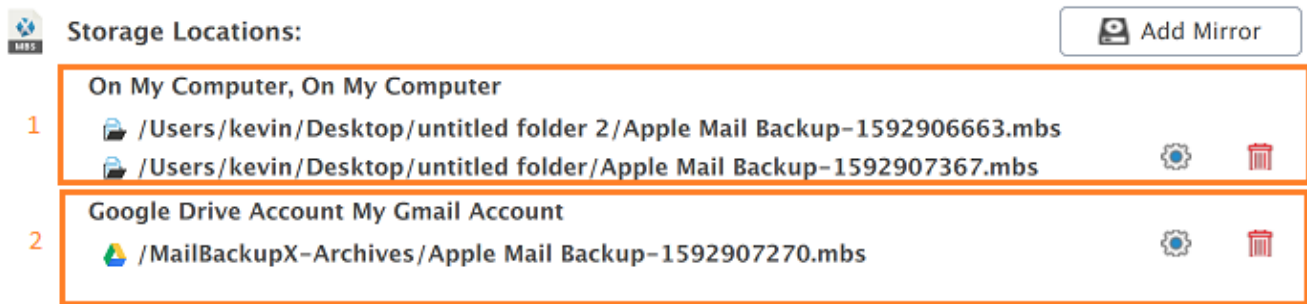 MBS
Storage Locations:
Add Mirror
On My Computer, On My Computer
1
/Users/kevin/Desktop/untitled folder 2/Apple Mail Backup-1592906663.mbs
/Users/kevin/Desktop/untitled folder/Apple Mail Backup-1592907367.mbs
Google Drive Account My Gmail Account
2
/MailBackupX-Archives/Apple Mail Backup-1592907270.mbs